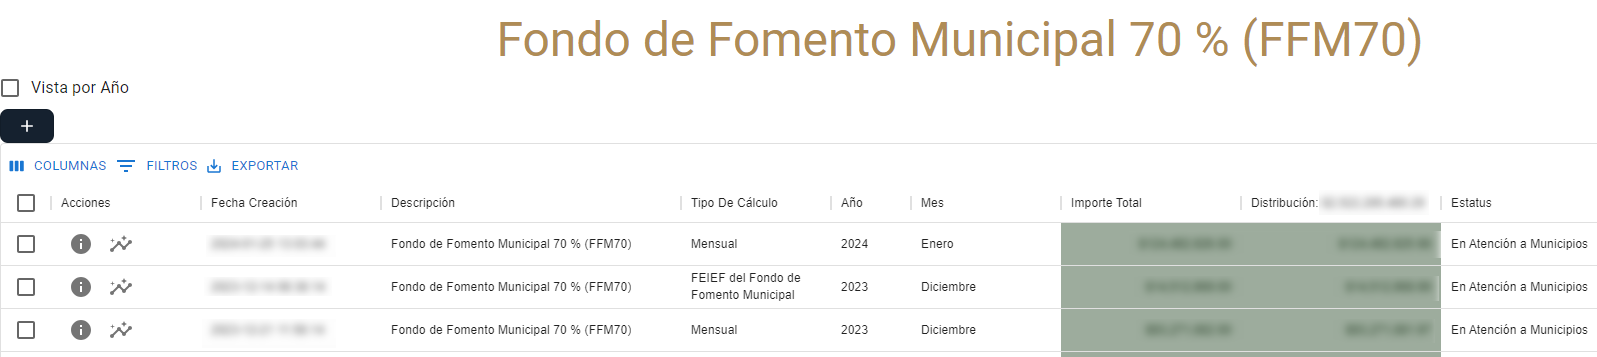 Fondo de Fomento Municipal 70 % (FFM70)
Vista por Año
+
COLUMNAS FILTROS EXPORTAR
Acciones Fecha Creación Descripción Tipo De Cálculo Año Mes Importe Total Distribución: Estatus
Fondo de Fomento Municipal 70 % (FFM70) Mensual 2024 Enero En Atención a Municipios
Fondo de Fomento Municipal 70 % (FFM70) FEIEF del Fondo de Fomento Municipal 2023 Diciembre En Atención a Municipios
Fondo de Fomento Municipal 70 % (FFM70) Mensual 2023 Diciembre En Atención a Municipios